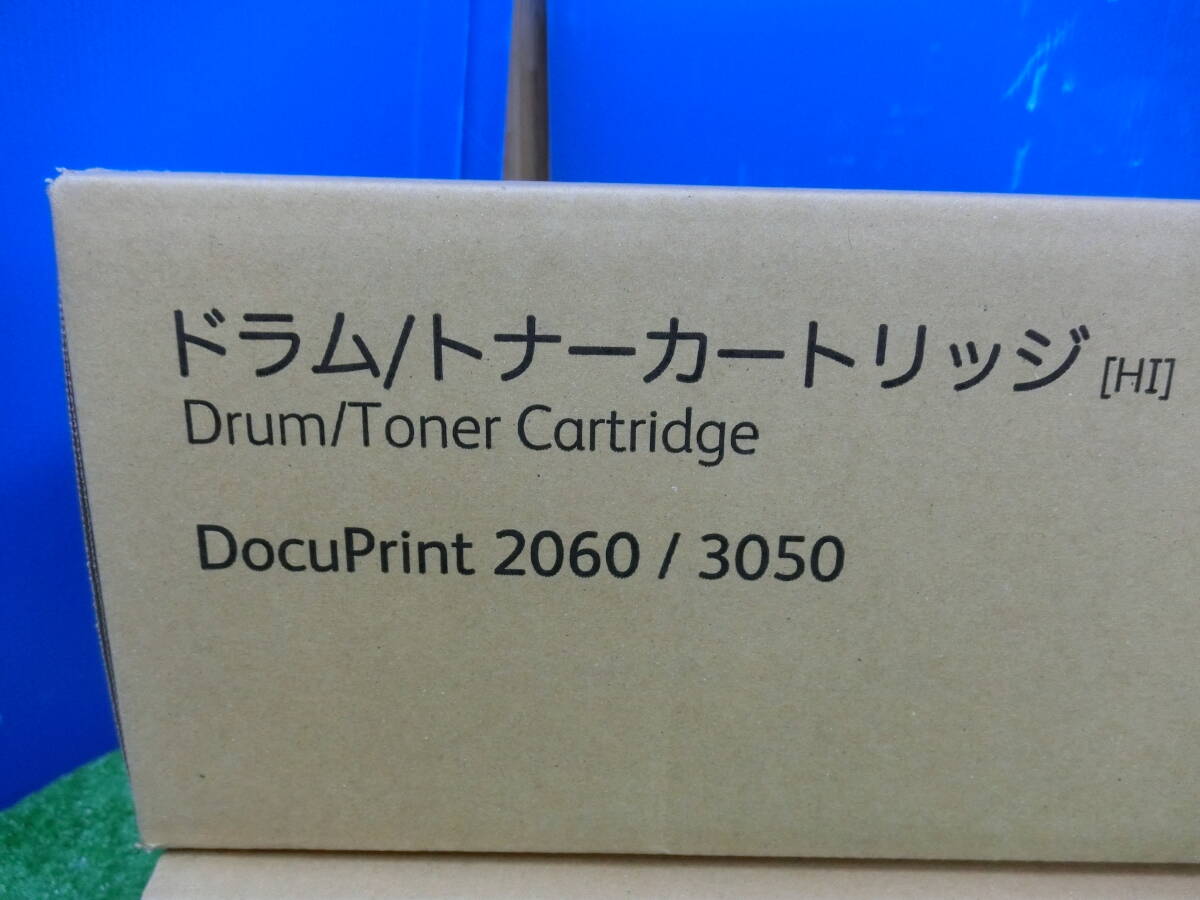 ドラム/トナーカートリッジ [HI]
Drum/Toner Cartridge
DocuPrint 2060 / 3050